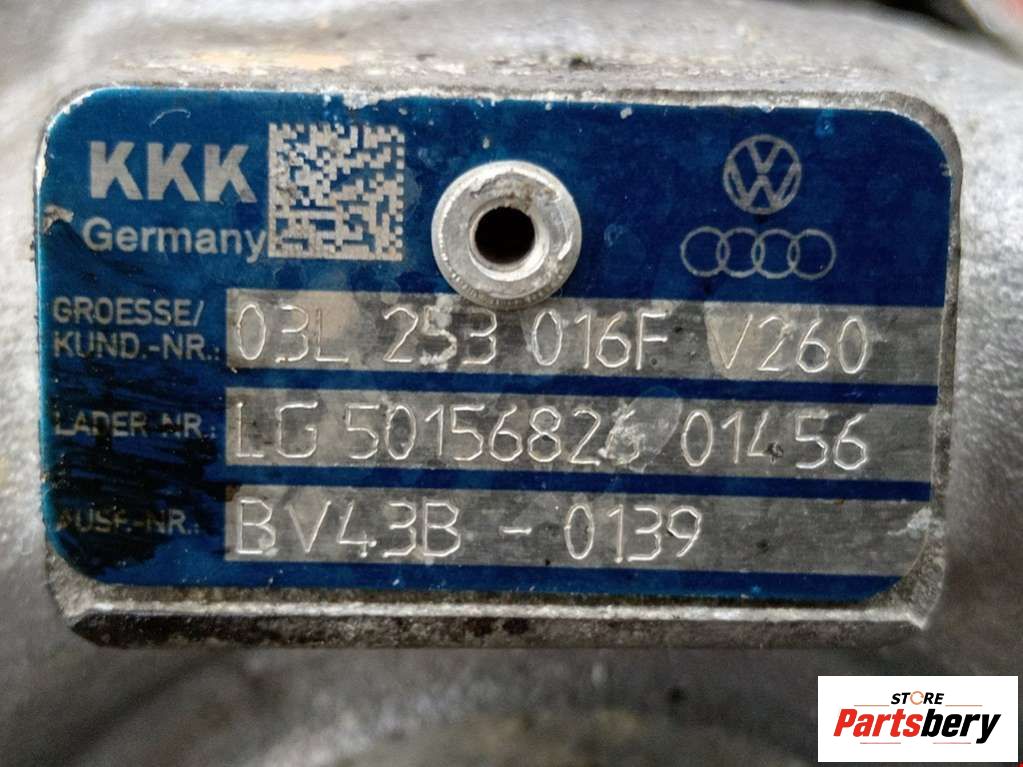 KKK
Germany
GROESSE/
KUND.-NR.: 03L 253 016F V260
LADER-NR.: LG 50156826 01456
AUSF.-NR.: BV43B - 0139
STORE
Partsbery